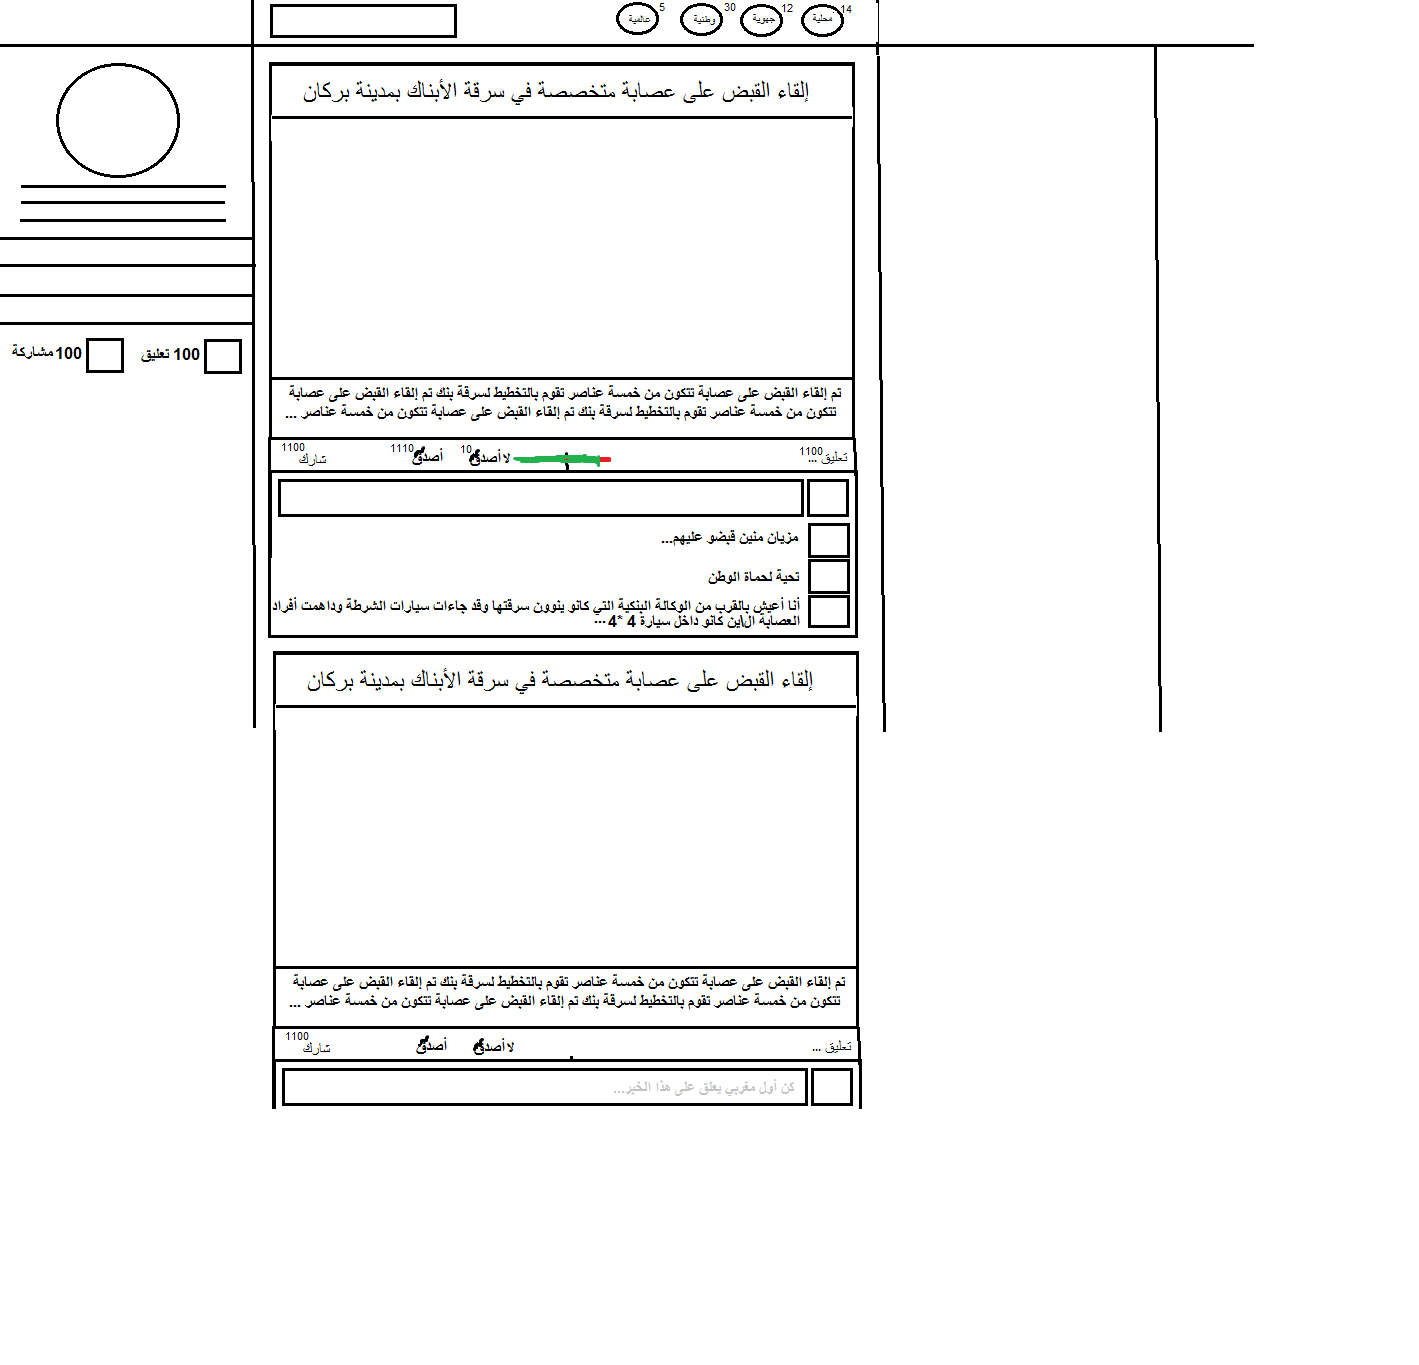 14 محلية
12 جهوية
30 وطنية
5 عالمية
إلقاء القبض على عصابة متخصصة في سرقة الأبناك بمدينة بركان
تم إلقاء القبض على عصابة تتكون من خمسة عناصر تقوم بالتخطيط لسرقة بنك تم إلقاء القبض على عصابة
تتكون من خمسة عناصر تقوم بالتخطيط لسرقة بنك تم إلقاء القبض على عصابة تتكون من خمسة عناصر ...
تعليق ... 1100
لا أصدق 10
أصدق 1110
شارك 1100
مزيان منين قبضو عليهم...
تحية لحماة الوطن
أنا أعيش بالقرب من الوكالة البنكية التي كانو ينوون سرقتها وقد جاءات سيارات الشرطة وداهمت أفراد
العصابة ال\ين كانو داخل سيارة 4 *4 ...
100 تعليق
100 مشاركة
إلقاء القبض على عصابة متخصصة في سرقة الأبناك بمدينة بركان
تم إلقاء القبض على عصابة تتكون من خمسة عناصر تقوم بالتخطيط لسرقة بنك تم إلقاء القبض على عصابة
تتكون من خمسة عناصر تقوم بالتخطيط لسرقة بنك تم إلقاء القبض على عصابة تتكون من خمسة عناصر ...
تعليق ...
لا أصدق
أصدق
شارك 1100
كن أول مغربي يعلق على هذا الخبر...